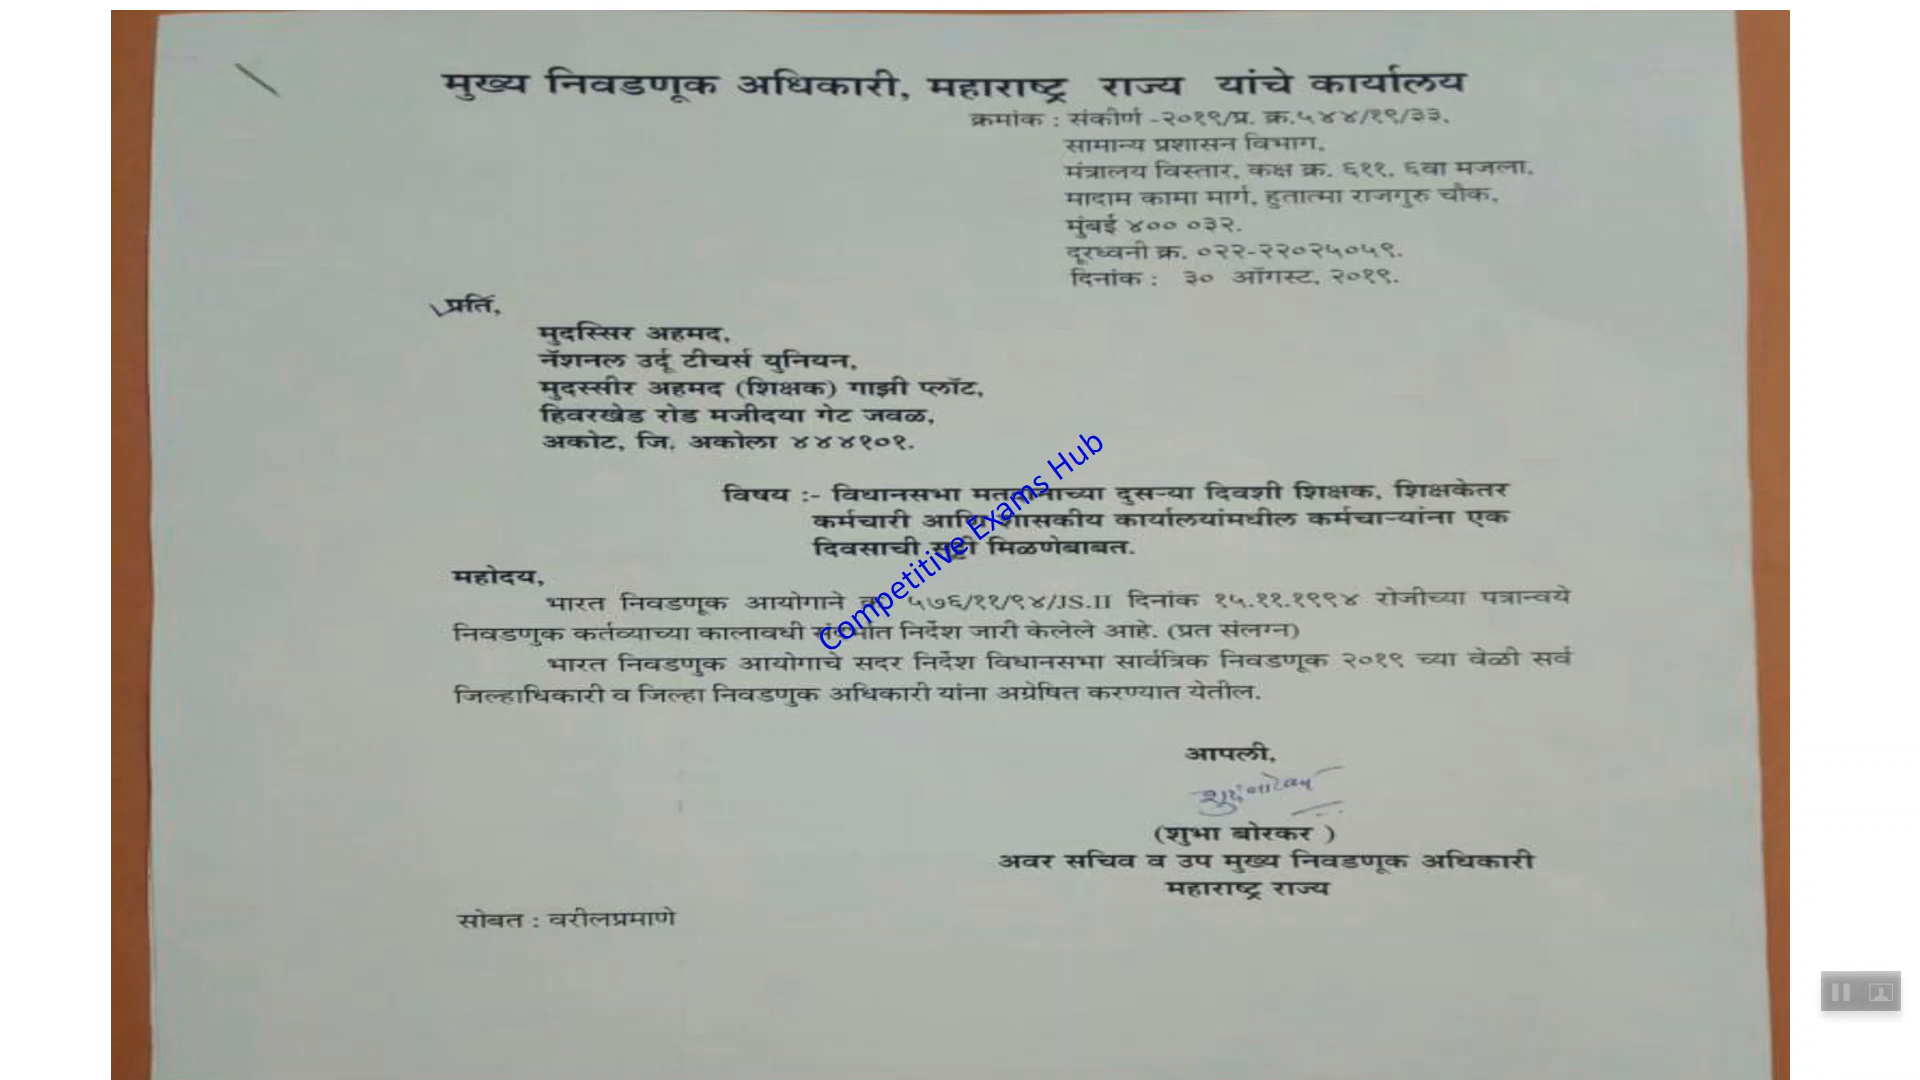 मुख्य निवडणूक अधिकारी, महाराष्ट्र राज्य यांचे कार्यालय
क्रमांक : संकीर्ण -२०१९/प्र. क्र.५४४/१९/३३.
सामान्य प्रशासन विभाग,
मंत्रालय विस्तार, कक्ष क्र. ६११, ६वा मजला,
मादाम कामा मार्ग, हुतात्मा राजगुरु चौक,
मुंबई ४०० ०३२.
दूरध्वनी क्र. ०२२-२२०२५०५९.
दिनांक : ३० ऑगस्ट, २०१९.
प्रति,
मुदस्सिर अहमद,
नॅशनल उर्दू टीचर्स युनियन,
मुदस्सीर अहमद (शिक्षक) गाझी प्लॉट,
हिवरखेड रोड मजीदया गेट जवळ,
अकोट, जि. अकोला ४४४१०१.
विषय :- विधानसभा मतदानाच्या दुसऱ्या दिवशी शिक्षक, शिक्षकेतर
कर्मचारी आणि शासकीय कार्यालयांमधील कर्मचाऱ्यांना एक
दिवसाची सुट्टी मिळणेबाबत.
महोदय,
भारत निवडणूक आयोगाने ५७६/११/९४/JS.II दिनांक १५.११.१९९४ रोजीच्या पत्रान्वये
निवडणुक कर्तव्याच्या कालावधी संदर्भात निर्देश जारी केलेले आहे. (प्रत संलग्न)
भारत निवडणुक आयोगाचे सदर निर्देश विधानसभा सार्वत्रिक निवडणूक २०१९ च्या वेळी सर्व
जिल्हाधिकारी व जिल्हा निवडणुक अधिकारी यांना अग्रेषित करण्यात येतील.
आपली,
(शुभा बोरकर )
अवर सचिव व उप मुख्य निवडणूक अधिकारी
महाराष्ट्र राज्य
सोबत : वरीलप्रमाणे
Competitive Exams Hub